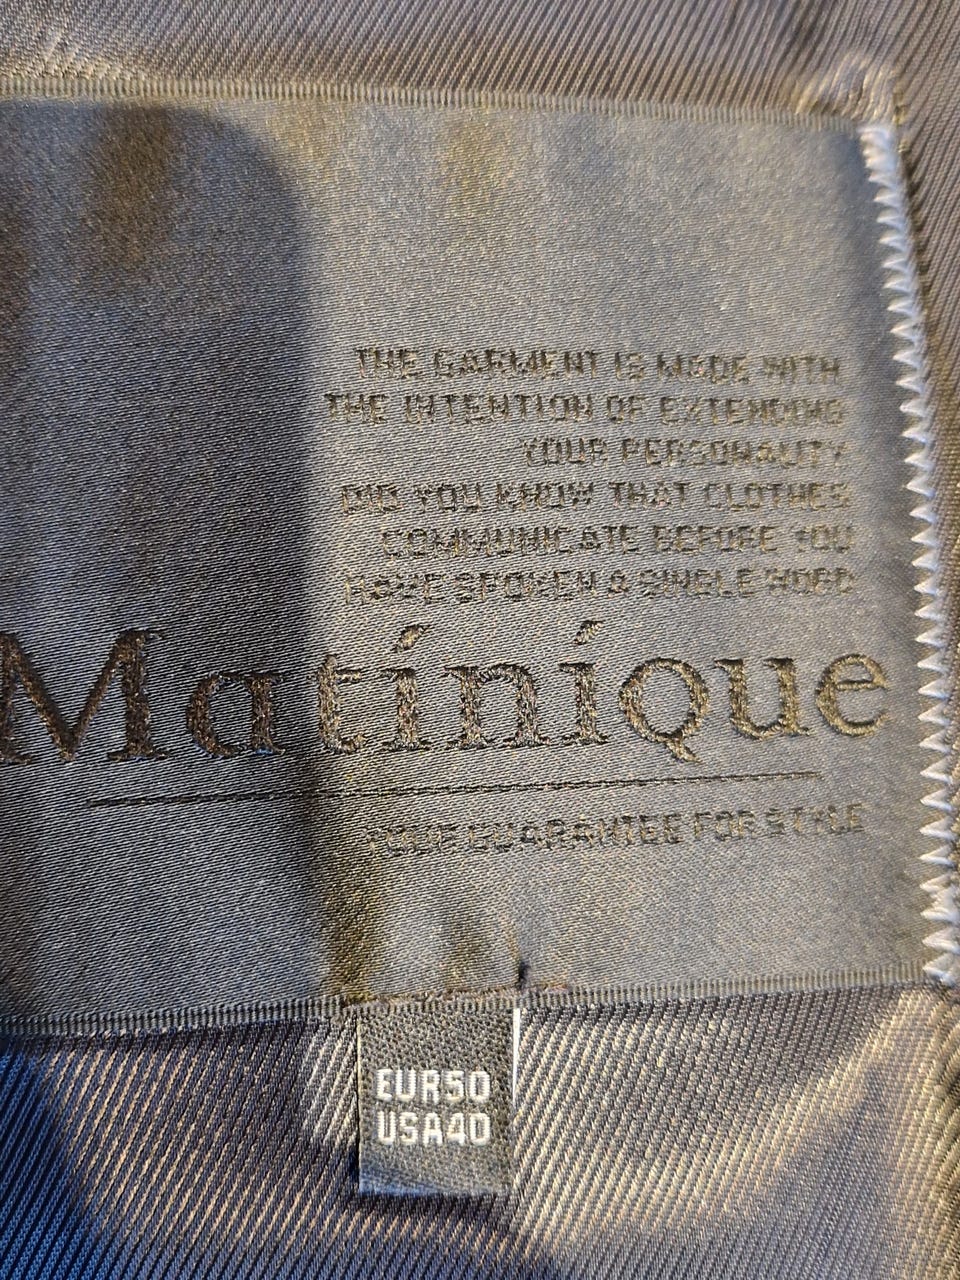 THE GARMENT IS MADE WITH
THE INTENTION OF EXTENDING
YOUR PERSONALITY
DID YOU KNOW THAT CLOTHES
COMMUNICATE BEFORE YOU
HAVE SPOKEN A SINGLE WORD
Matíníque
YOUR GUARANTEE FOR STYLE
EUR50
USA40